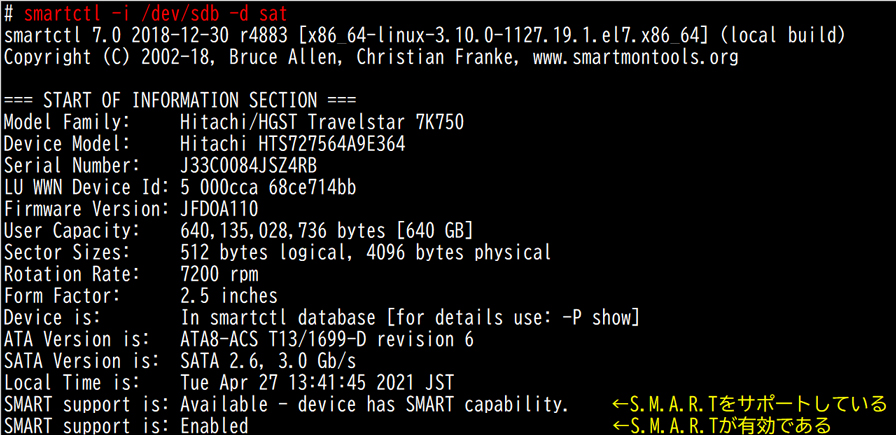 # smartctl -i /dev/sdb -d sat
smartctl 7.0 2018-12-30 r4883 [x86_64-linux-3.10.0-1127.19.1.el7.x86_64] (local build)
Copyright (C) 2002-18, Bruce Allen, Christian Franke, www.smartmontools.org
=== START OF INFORMATION SECTION ===
Model Family: Hitachi/HGST Travelstar 7K750
Device Model: Hitachi HTS727564A9E364
Serial Number: J33C0084JSZ4RB
LU WWN Device Id: 5 000cca 68ce714bb
Firmware Version: JFDOA110
User Capacity: 640,135,028,736 bytes [640 GB]
Sector Sizes: 512 bytes logical, 4096 bytes physical
Rotation Rate: 7200 rpm
Form Factor: 2.5 inches
Device is: In smartctl database [for details use: -P show]
ATA Version is: ATA8-ACS T13/1699-D revision 6
SATA Version is: SATA 2.6, 3.0 Gb/s
Local Time is: Tue Apr 27 13:41:45 2021 JST
SMART support is: Available - device has SMART capability. ←S.M.A.R.Tをサポートしている
SMART support is: Enabled ←S.M.A.R.Tが有効である